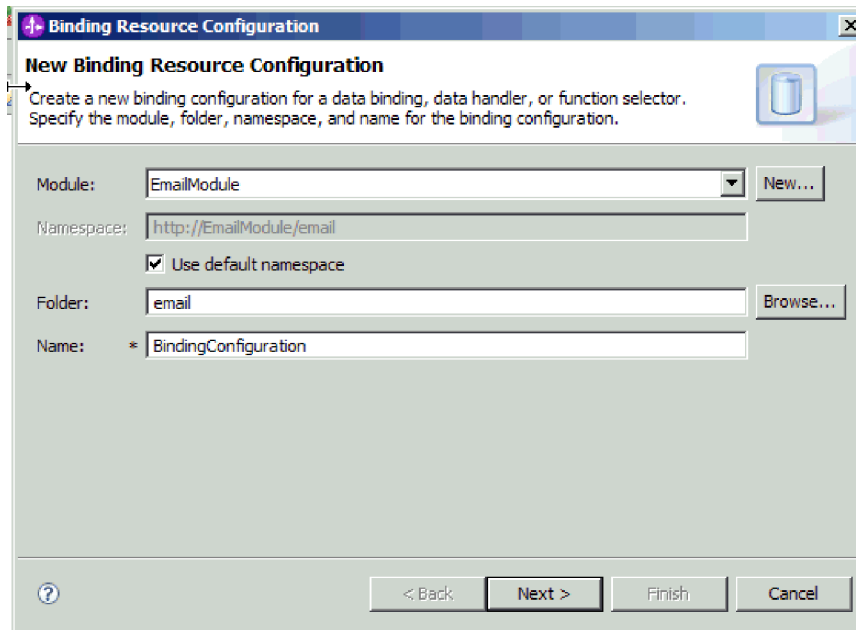 Binding Resource Configuration
New Binding Resource Configuration
Create a new binding configuration for a data binding, data handler, or function selector.
Specify the module, folder, namespace, and name for the binding configuration.
Module: EmailModule New...
Namespace: http://EmailModule/email
Use default namespace
Folder: email Browse...
Name: * BindingConfiguration
? < Back Next > Finish Cancel